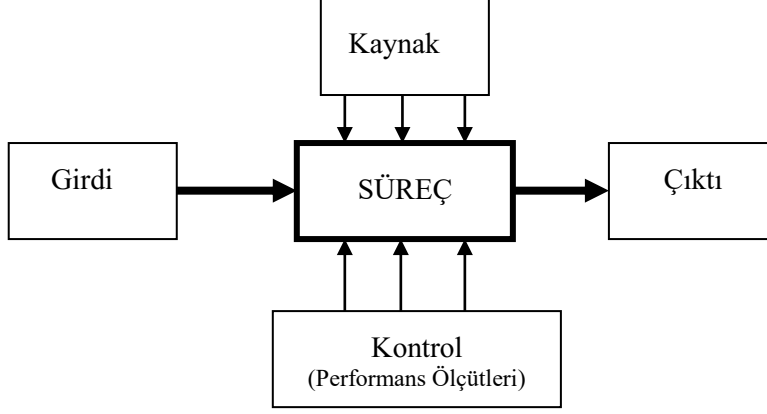 Kaynak
Girdi
SÜREÇ
Çıktı
Kontrol
(Performans Ölçütleri)